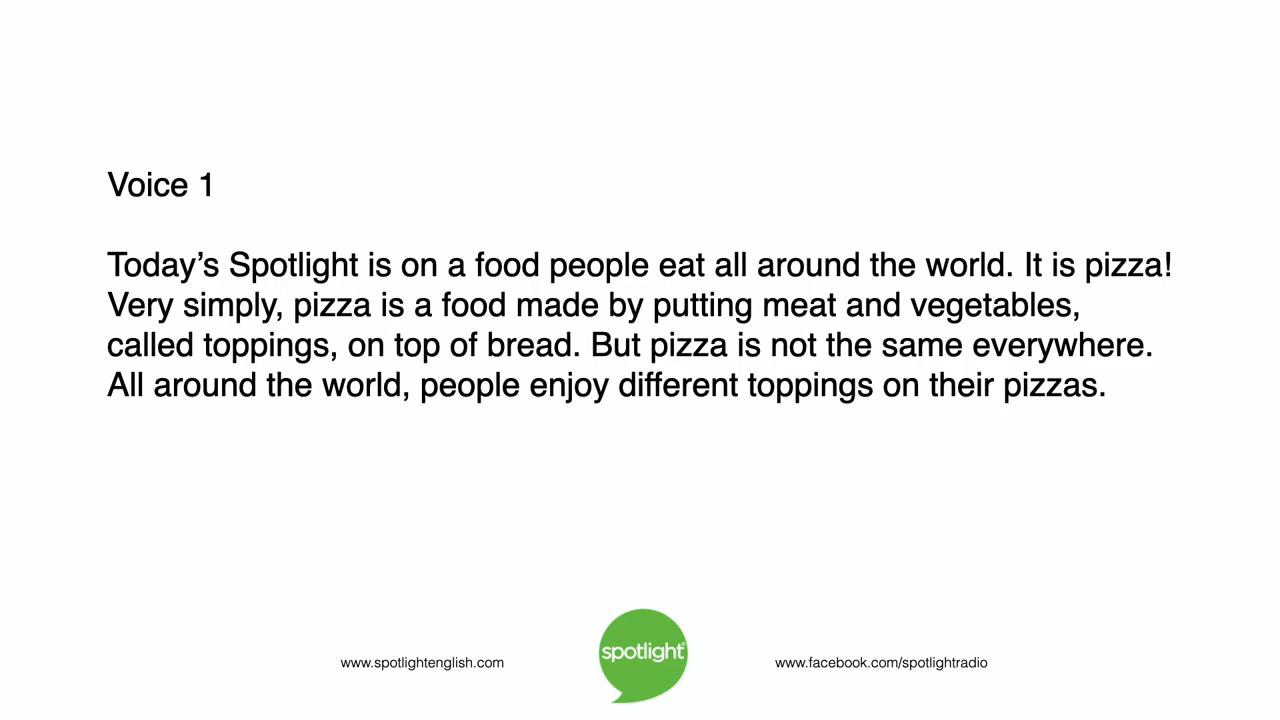 Voice 1
Today’s Spotlight is on a food people eat all around the world. It is pizza!
Very simply, pizza is a food made by putting meat and vegetables,
called toppings, on top of bread. But pizza is not the same everywhere.
All around the world, people enjoy different toppings on their pizzas.
www.spotlightenglish.com
spotlight®
www.facebook.com/spotlightradio